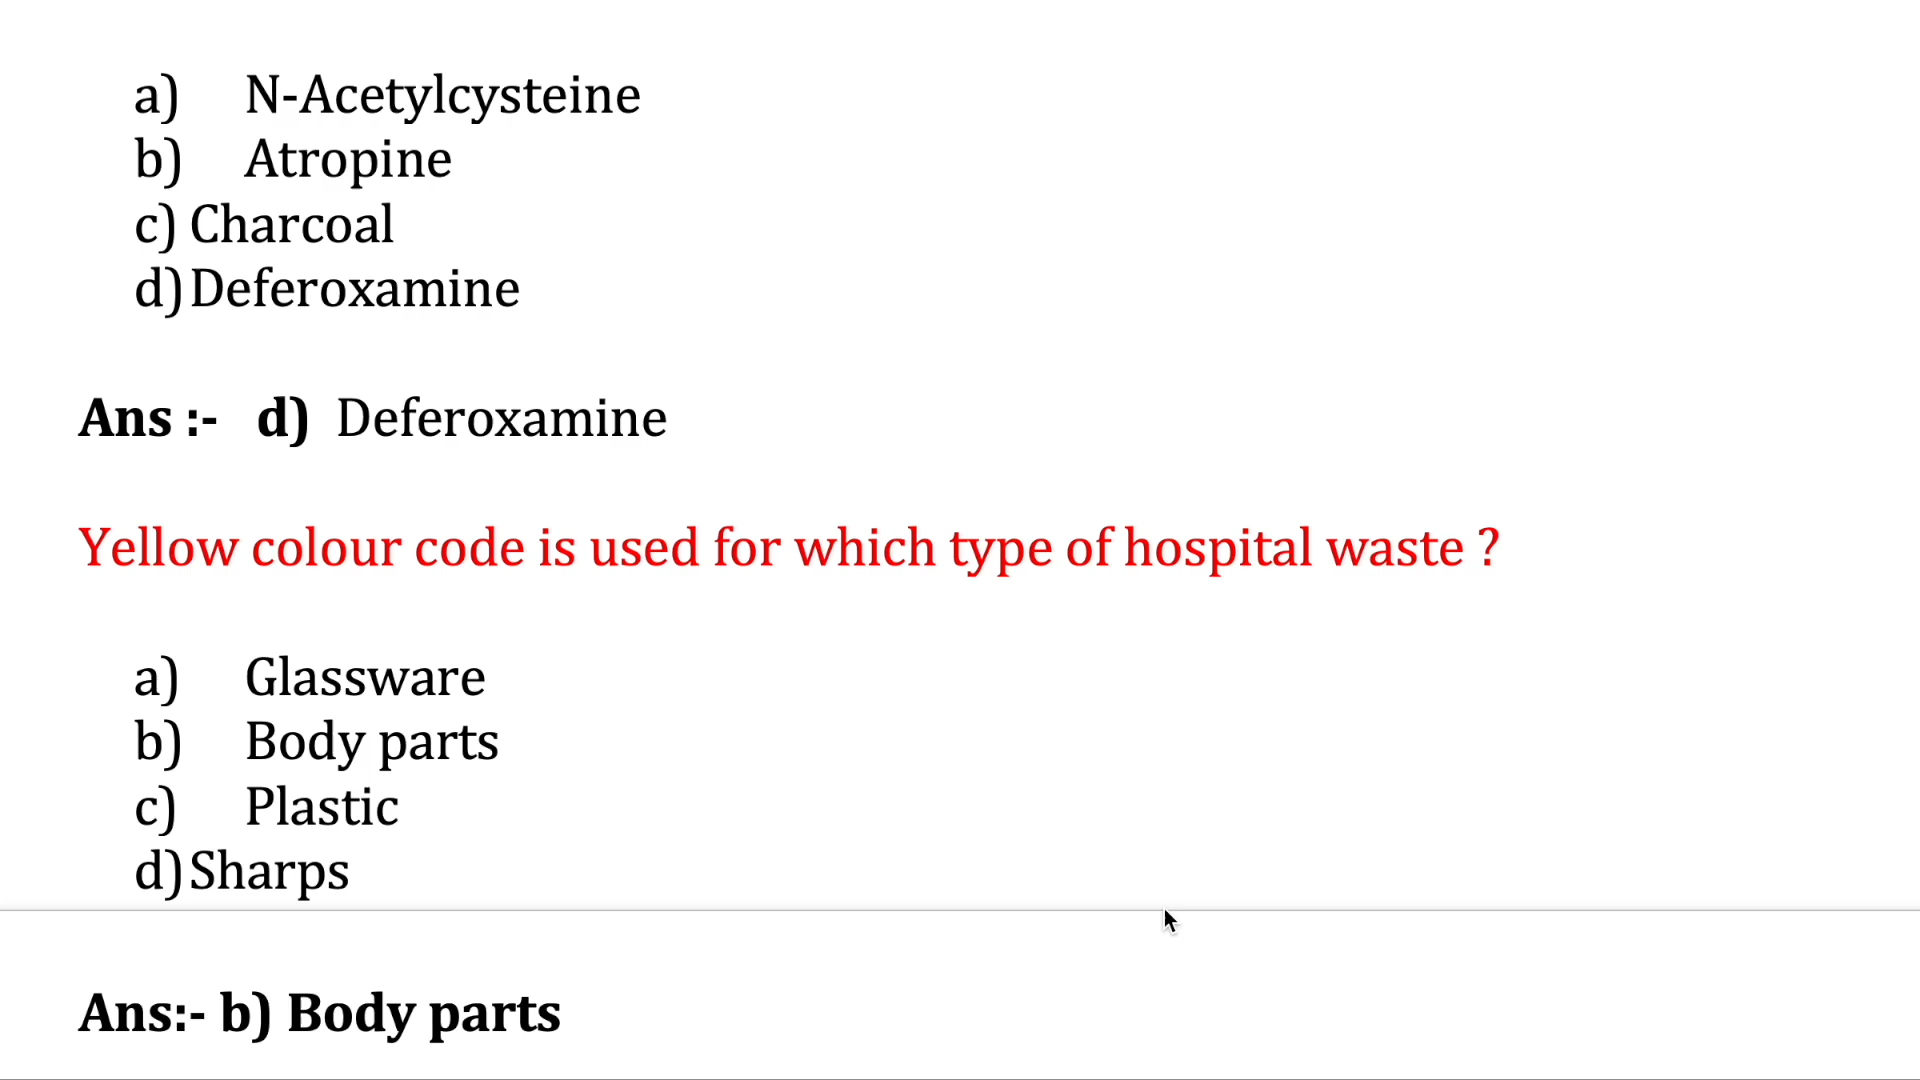 a) N-Acetylcysteine
b) Atropine
c) Charcoal
d) Deferoxamine
Ans :- d) Deferoxamine
Yellow colour code is used for which type of hospital waste ?
a) Glassware
b) Body parts
c) Plastic
d) Sharps
Ans:- b) Body parts